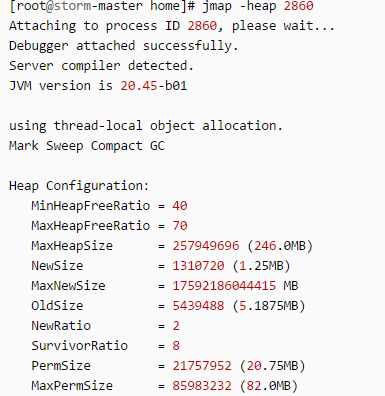 [root@storm-master home]# jmap -heap 2860
Attaching to process ID 2860, please wait...
Debugger attached successfully.
Server compiler detected.
JVM version is 20.45-b01
using thread-local object allocation.
Mark Sweep Compact GC
Heap Configuration:
MinHeapFreeRatio = 40
MaxHeapFreeRatio = 70
MaxHeapSize = 257949696 (246.0MB)
NewSize = 1310720 (1.25MB)
MaxNewSize = 17592186044415 MB
OldSize = 5439488 (5.1875MB)
NewRatio = 2
SurvivorRatio = 8
PermSize = 21757952 (20.75MB)
MaxPermSize = 85983232 (82.0MB)